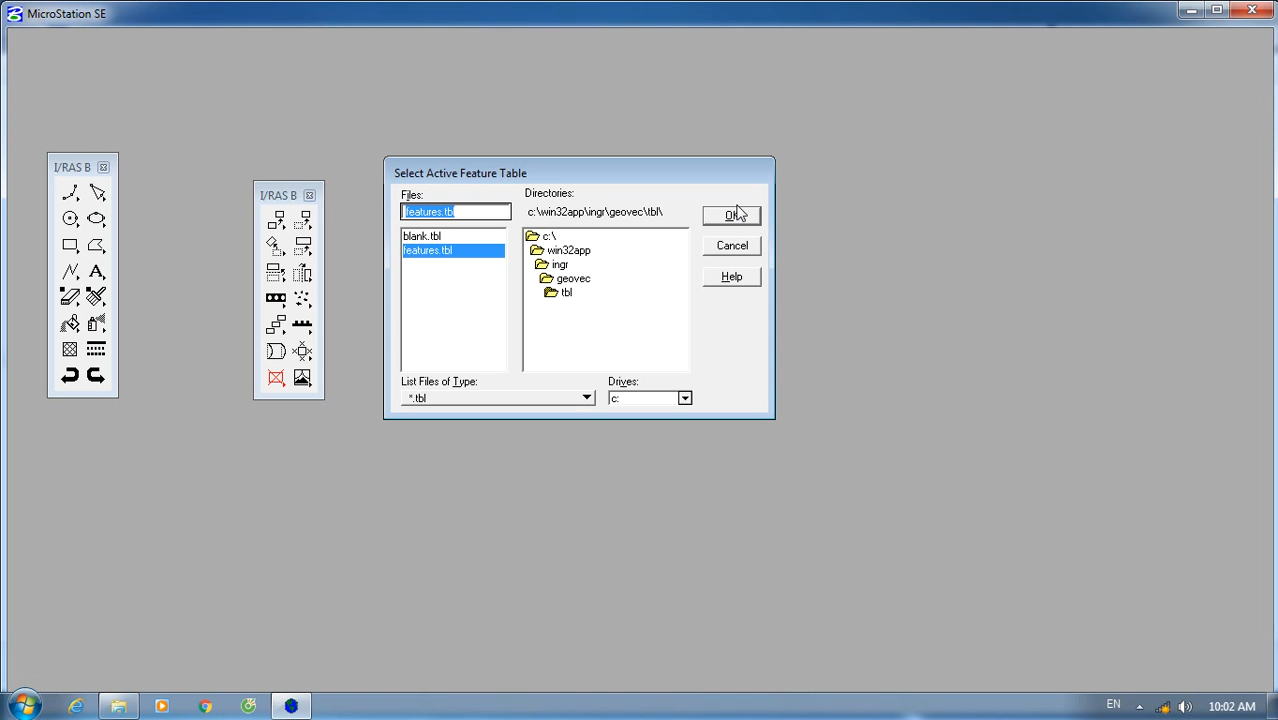 MicroStation SE
I/RAS B
I/RAS B
Select Active Feature Table
Files:
features.tbl
blank.tbl
features.tbl
Directories:
c:\win32app\ingr\geovec\tbl\
c:\
win32app
ingr
geovec
tbl
OK
Cancel
Help
List Files of Type:
*.tbl
Drives:
c:
EN
10:02 AM